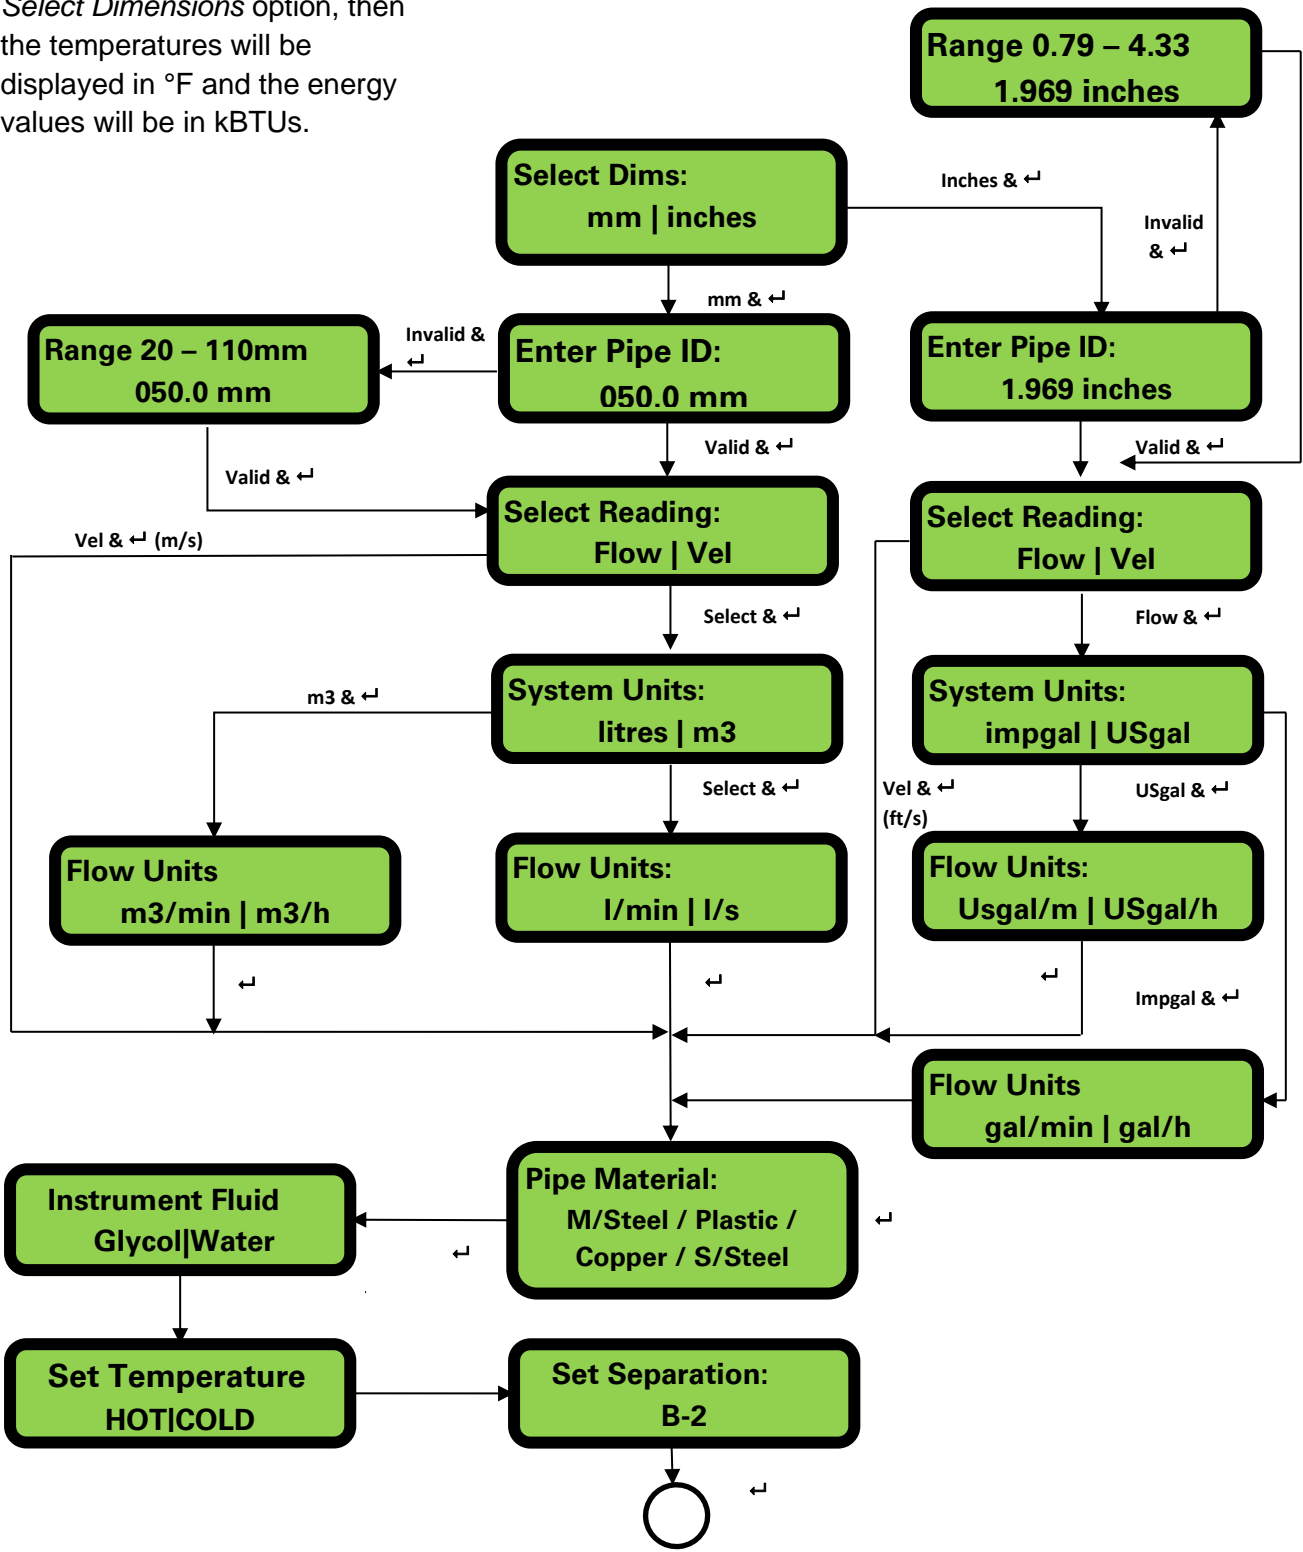 Select Dimensions option, then
the temperatures will be
displayed in °F and the energy
values will be in kBTUs.
Range 0.79 – 4.33
1.969 inches
Select Dims:
mm | inches
Inches & ↵
Invalid
& ↵
mm & ↵
Range 20 – 110mm
050.0 mm
Invalid &
↵
Enter Pipe ID:
050.0 mm
Enter Pipe ID:
1.969 inches
Valid & ↵
Valid & ↵
Valid & ↵
Select Reading:
Flow | Vel
Select Reading:
Flow | Vel
Vel & ↵ (m/s)
Select & ↵
Flow & ↵
System Units:
litres | m3
System Units:
impgal | USgal
m3 & ↵
Select & ↵
Vel & ↵
(ft/s)
USgal & ↵
Flow Units
m3/min | m3/h
Flow Units:
l/min | l/s
Flow Units:
Usgal/m | USgal/h
↵
↵
↵
Impgal & ↵
Flow Units
gal/min | gal/h
Pipe Material:
M/Steel / Plastic /
Copper / S/Steel
↵
Instrument Fluid
Glycol|Water
↵
Set Temperature
HOT|COLD
Set Separation:
B-2
↵